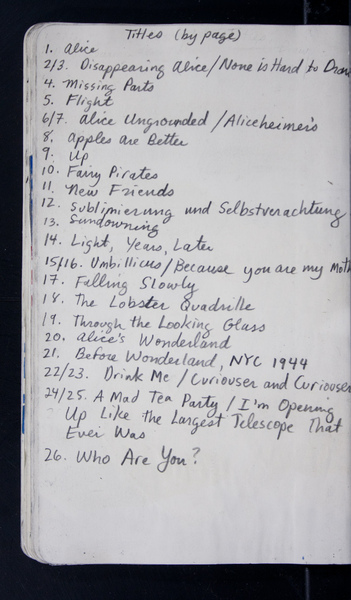 Titles (by page)
1. Alice
2/3. Disappearing Alice/None is Hard to Draw
4. Missing Parts
5. Flight
6/7. Alice Ungrounded/Aliceheimer's
8. Apples are Better
9. Up
10. Fairy Pirates
11. New Friends
12. Sublimierung und Selbstverachtung
13. Sundowning
14. Light, Years, Later
15/16. Umbillicus/Because you are my Moth
17. Falling Slowly
18. The Lobster Quadrille
19. Through the Looking Glass
20. Alice's Wonderland
21. Before Wonderland, NYC 1944
22/23. Drink Me/Curiouser and Curiouser
24/25. A Mad Tea Party/I'm Opening
Up Like the Largest Telescope That
Ever Was
26. Who Are You?